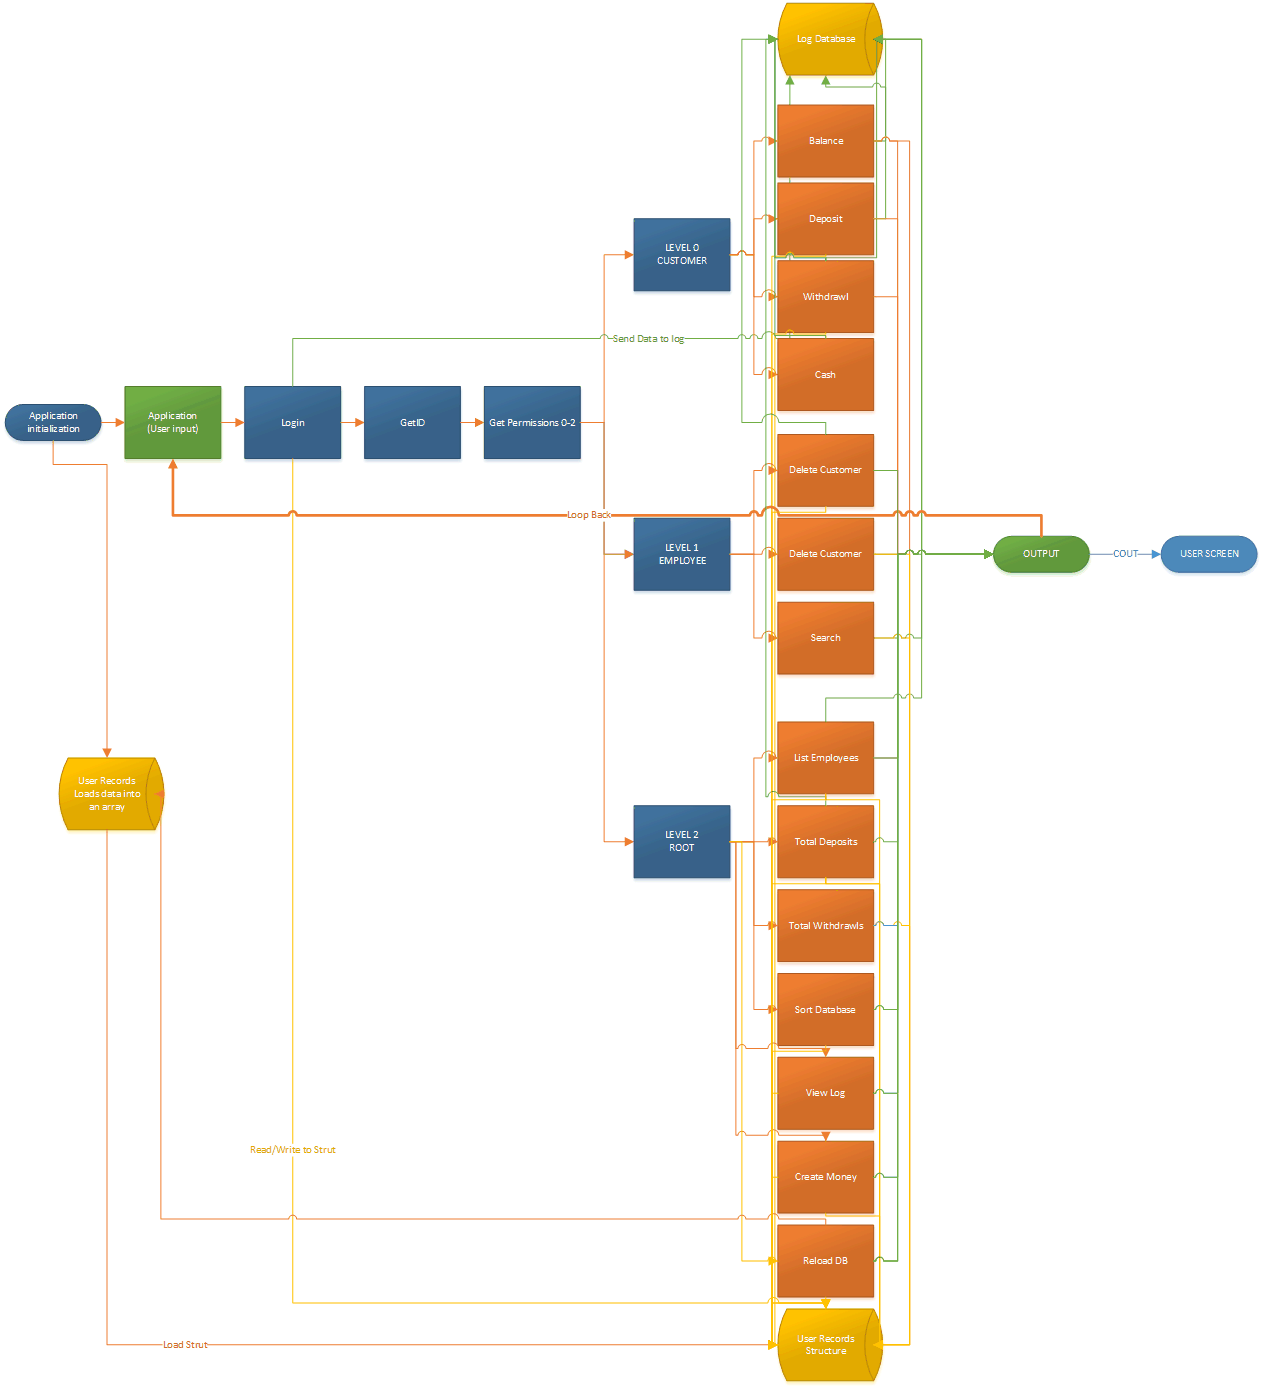 Log Database
Balance
Deposit
LEVEL 0
CUSTOMER
Withdrawl
Send Data to log
Cash
Application
initialization
Application
(User input)
Login
GetID
Get Permissions 0-2
Delete Customer
Loop Back
LEVEL 1
EMPLOYEE
Delete Customer
OUTPUT
COUT
USER SCREEN
Search
List Employees
User Records
Loads data into
an array
LEVEL 2
ROOT
Total Deposits
Total Withdrawls
Sort Database
View Log
Read/Write to Strut
Create Money
Reload DB
Load Strut
User Records
Structure